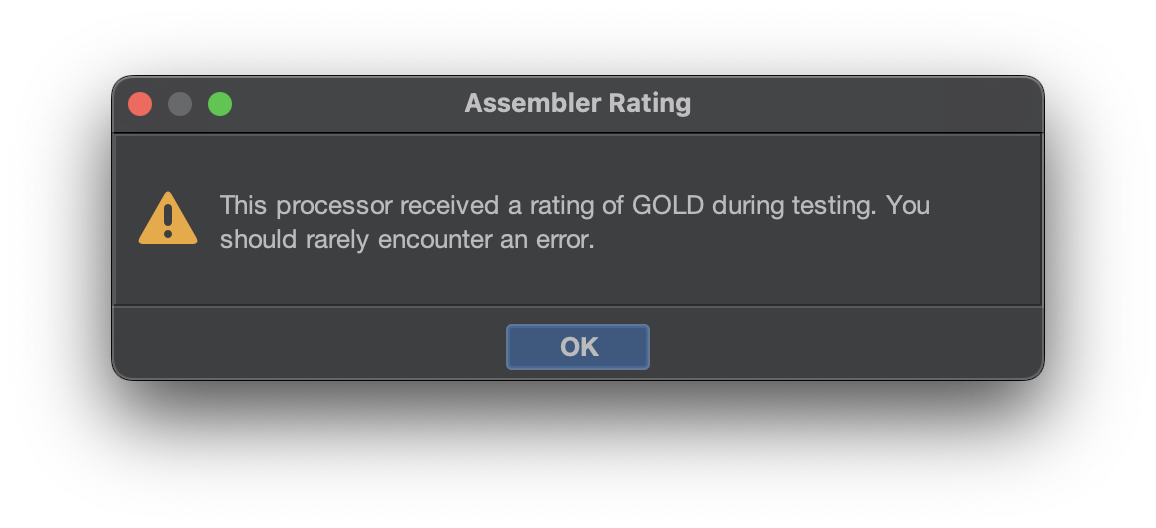 Assembler Rating
This processor received a rating of GOLD during testing. You
should rarely encounter an error.
OK